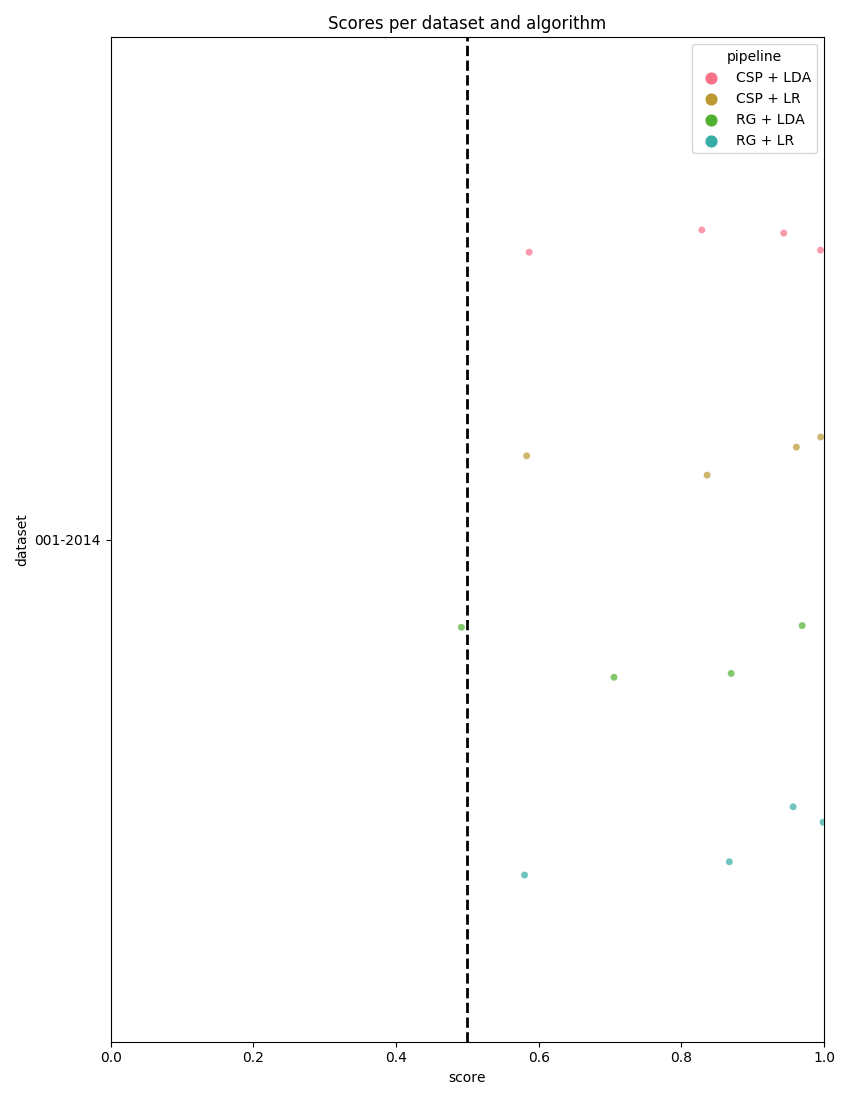 Scores per dataset and algorithm
pipeline
CSP + LDA
CSP + LR
RG + LDA
RG + LR
dataset
001-2014
0.0
0.2
0.4
0.6
0.8
1.0
score